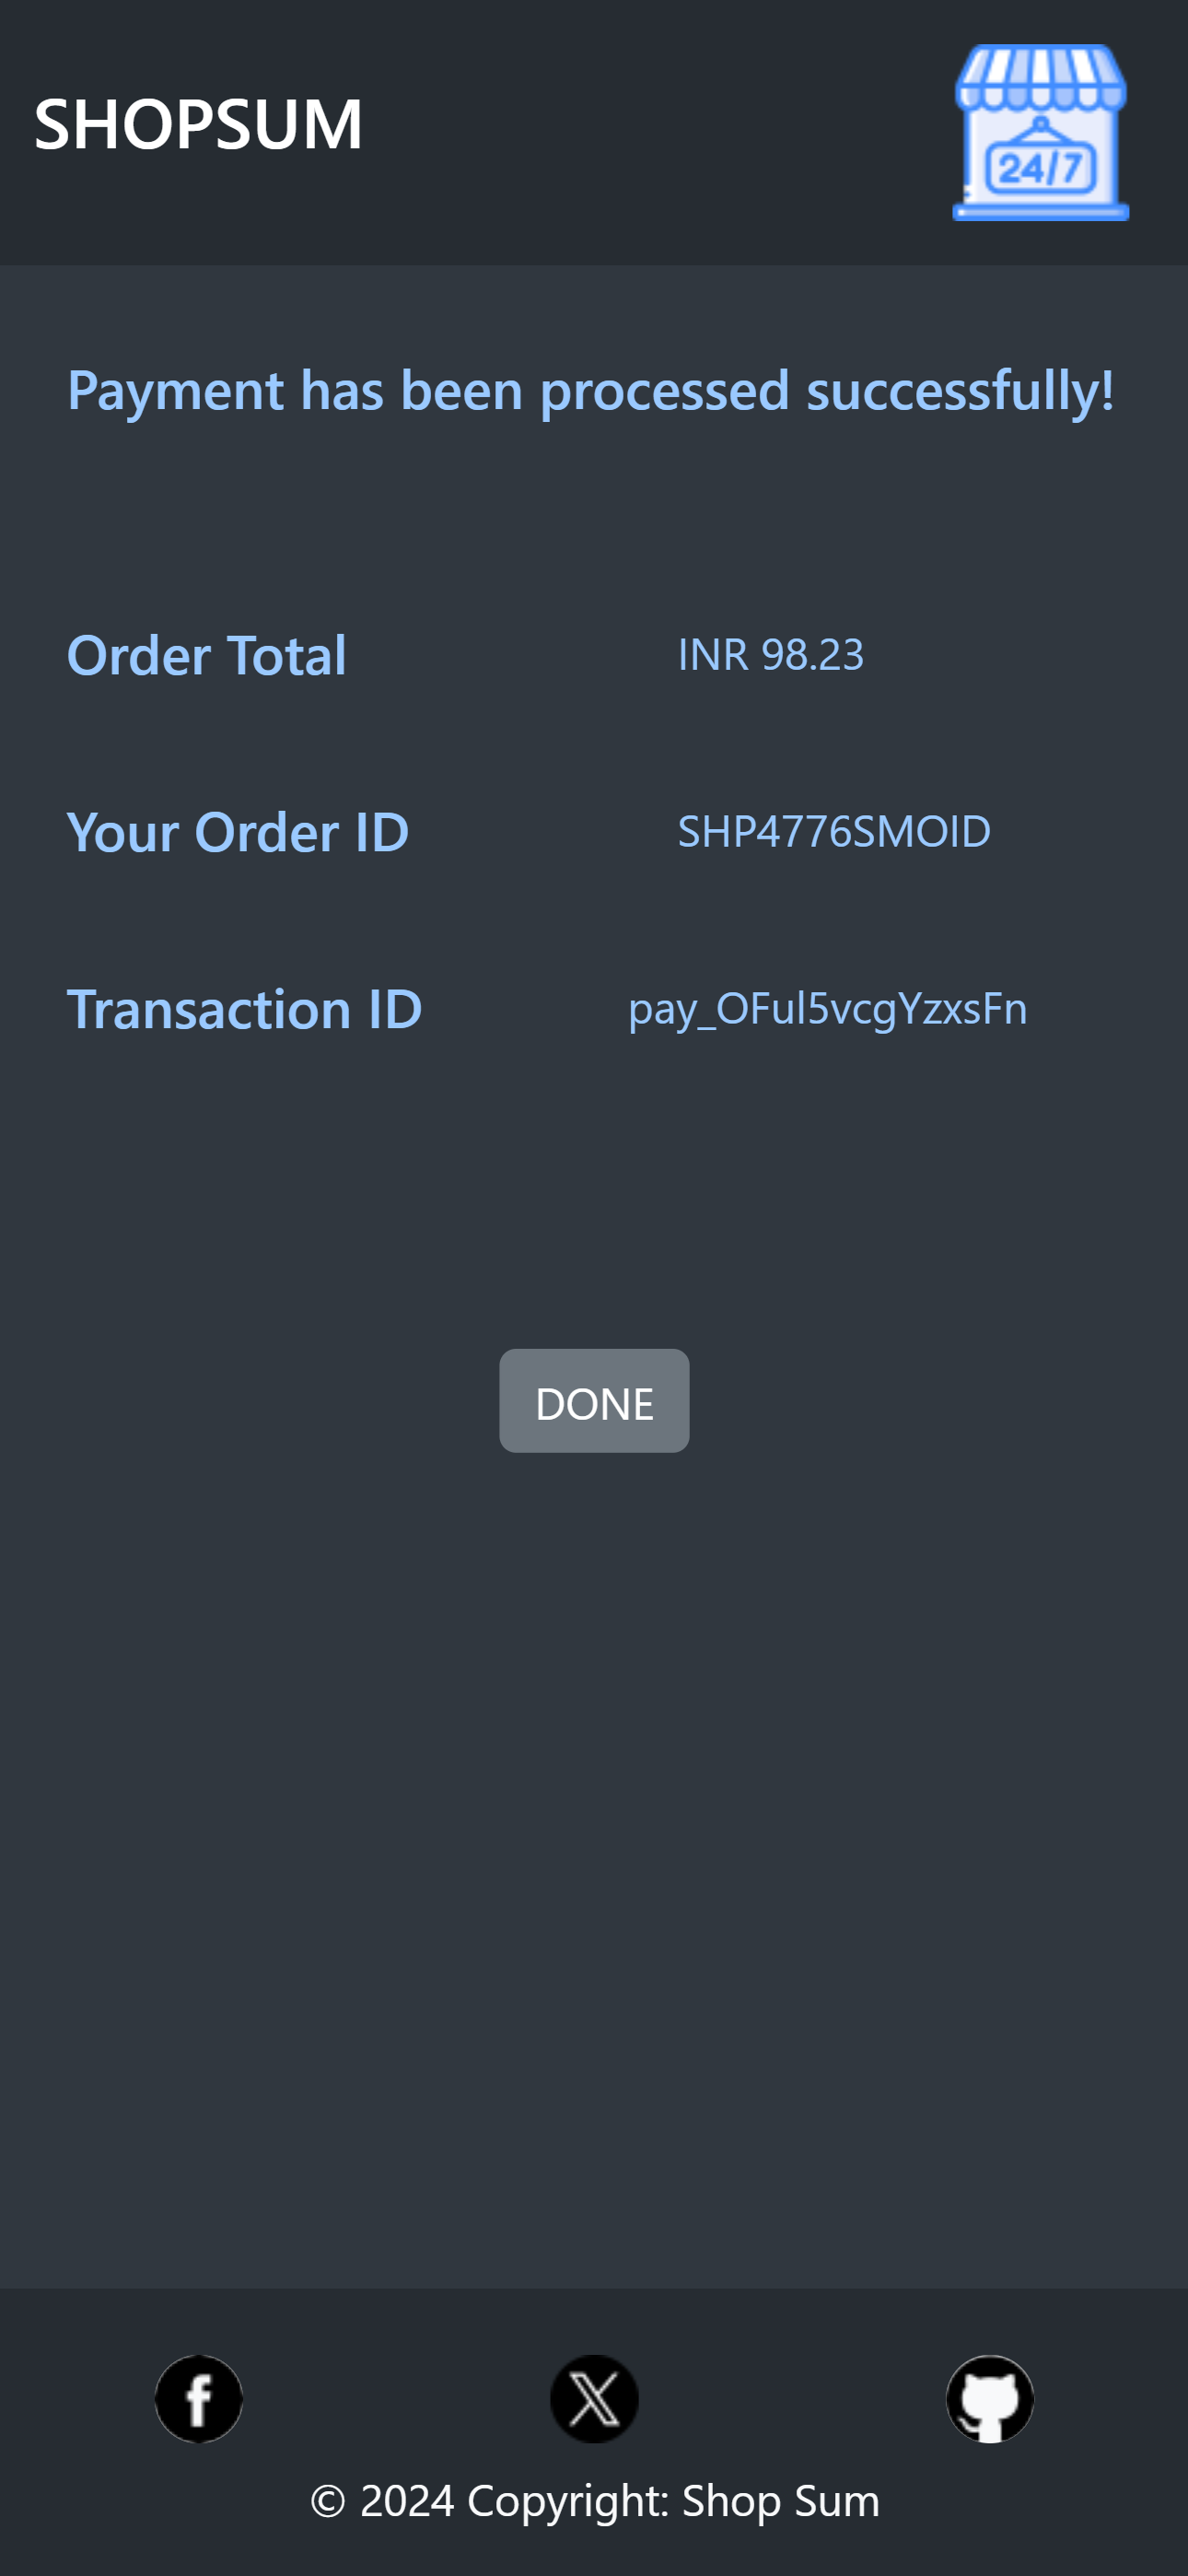 SHOPSUM
24/7
Payment has been processed successfully!
Order Total INR 98.23
Your Order ID SHP4776SMOID
Transaction ID pay_OFul5vcgYzxsFn
DONE
© 2024 Copyright: Shop Sum